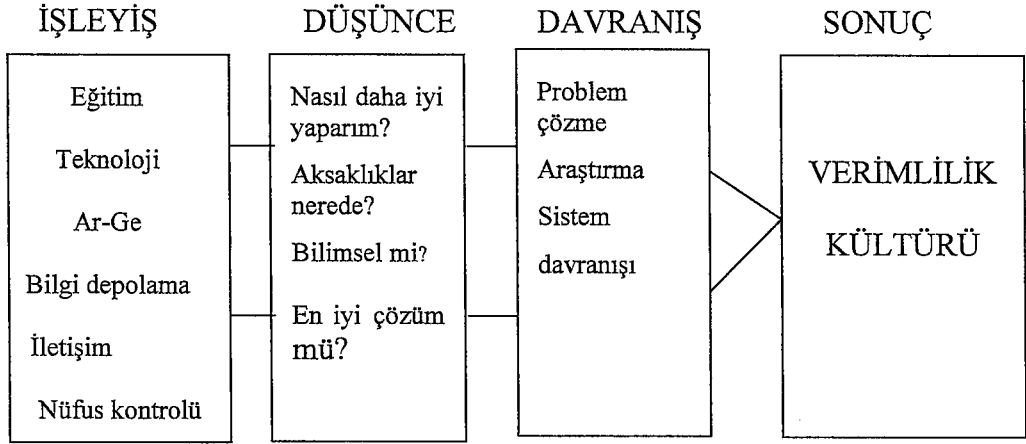 İŞLEYİŞ
DÜŞÜNCE
DAVRANIŞ
SONUÇ
Eğitim
Teknoloji
Ar-Ge
Bilgi depolama
İletişim
Nüfus kontrolü
Nasıl daha iyi
yaparım?
Aksaklıklar
nerede?
Bilimsel mi?
En iyi çözüm
mü?
Problem
çözme
Araştırma
Sistem
davranışı
VERİMLİLİK
KÜLTÜRÜ